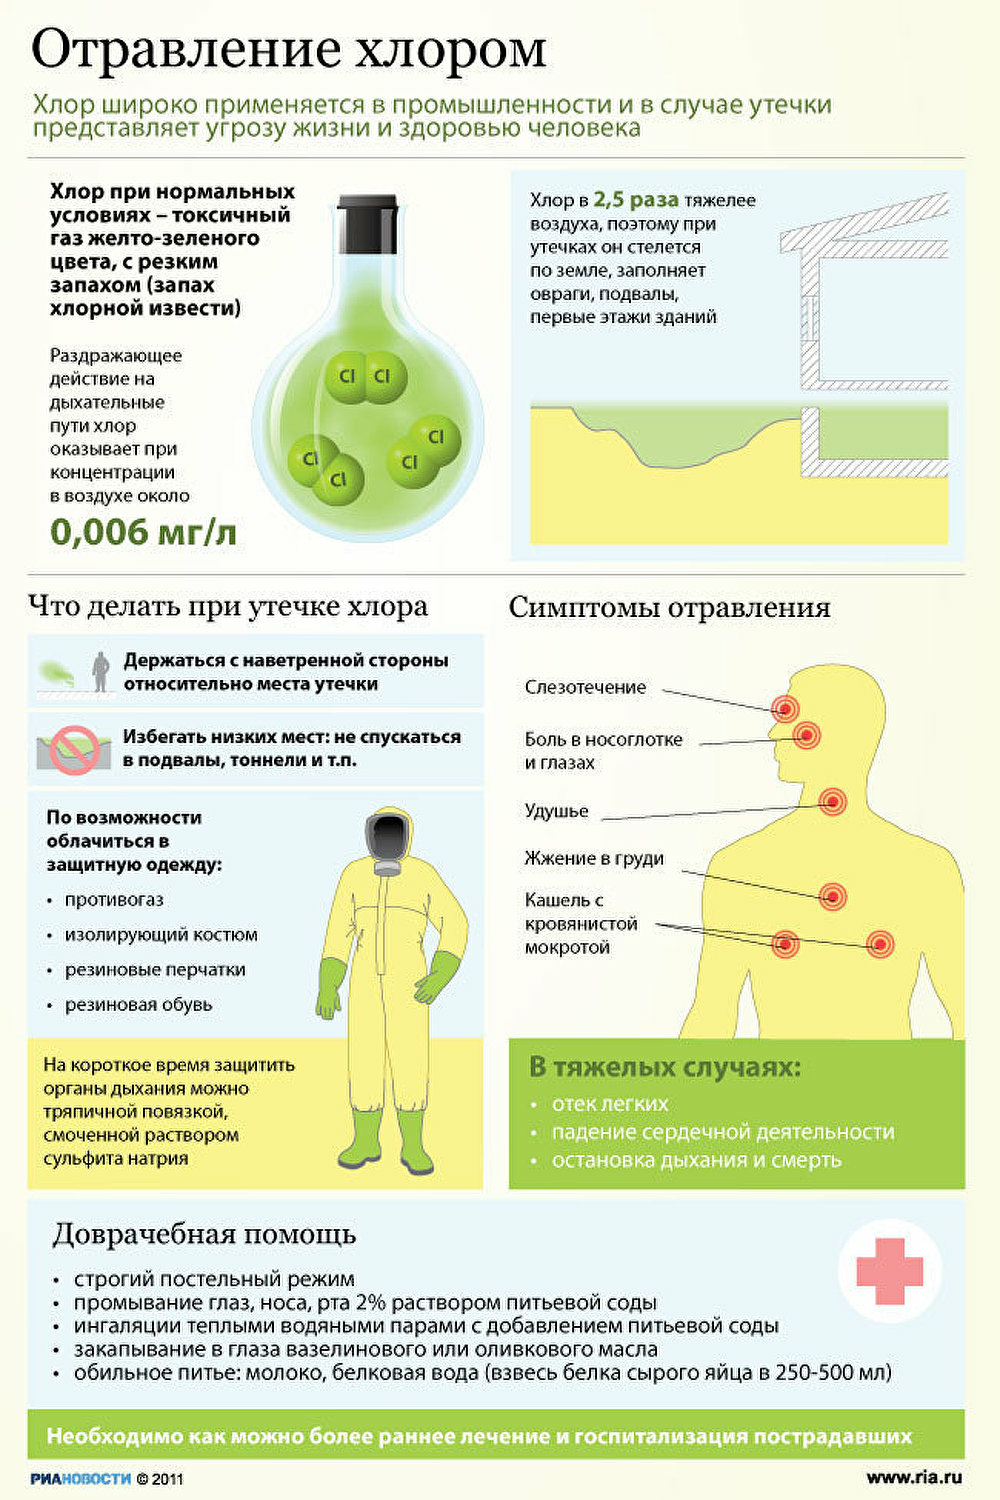 Отравление хлором
Хлор широко применяется в промышленности и в случае утечки
представляет угрозу жизни и здоровью человека
Хлор при нормальных
условиях – токсичный
газ желто-зеленого
цвета, с резким
запахом (запах
хлорной извести)
Раздражающее
действие на
дыхательные
пути хлор
оказывает при
концентрации
в воздухе около
0,006 мг/л
Cl Cl
Cl
Cl
Cl
Cl
Хлор в 2,5 раза тяжелее
воздуха, поэтому при
утечках он стелется
по земле, заполняет
овраги, подвалы,
первые этажи зданий
Что делать при утечке хлора
Держаться с наветренной стороны
относительно места утечки
Избегать низких мест: не спускаться
в подвалы, тоннели и т.п.
По возможности
облачиться в
защитную одежду:
• противогаз
• изолирующий костюм
• резиновые перчатки
• резиновая обувь
На короткое время защитить
органы дыхания можно
тряпичной повязкой,
смоченной раствором
сульфита натрия
Симптомы отравления
Слезотечение
Боль в носоглотке
и глазах
Удушье
Жжение в груди
Кашель с
кровянистой
мокротой
В тяжелых случаях:
• отек легких
• падение сердечной деятельности
• остановка дыхания и смерть
Доврачебная помощь
• строгий постельный режим
• промывание глаз, носа, рта 2% раствором питьевой соды
• ингаляции теплыми водяными парами с добавлением питьевой соды
• закапывание в глаза вазелинового или оливкового масла
• обильное питье: молоко, белковая вода (взвесь белка сырого яйца в 250-500 мл)
Необходимо как можно более раннее лечение и госпитализация пострадавших
РИАНОВОСТИ © 2011
www.ria.ru